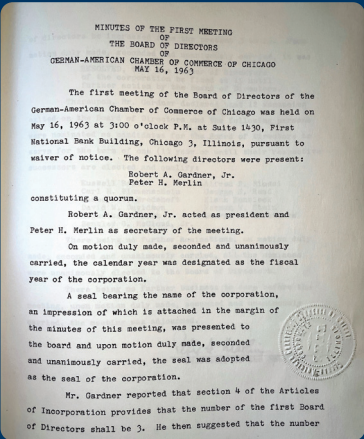 MINUTES OF THE FIRST MEETING
OF
THE BOARD OF DIRECTORS
OF
GERMAN-AMERICAN CHAMBER OF COMMERCE OF CHICAGO
MAY 16, 1963
The first meeting of the Board of Directors of the
German-American Chamber of Commerce of Chicago was held on
May 16, 1963 at 3:00 o'clock P.M. at Suite 1430, First
National Bank Building, Chicago 3, Illinois, pursuant to
waiver of notice. The following directors were present:
Robert A. Gardner, Jr.
Peter H. Merlin
constituting a quorum.
Robert A. Gardner, Jr. acted as president and
Peter H. Merlin as secretary of the meeting.
On motion duly made, seconded and unanimously
carried, the calendar year was designated as the fiscal
year of the corporation.
A seal bearing the name of the corporation,
an impression of which is attached in the margin of
the minutes of this meeting, was presented to
the board and upon motion duly made, seconded
and unanimously carried, the seal was adopted
as the seal of the corporation.
Mr. Gardner reported that section 4 of the Articles
of Incorporation provides that the number of the first Board
of Directors shall be 3. He then suggested that the number